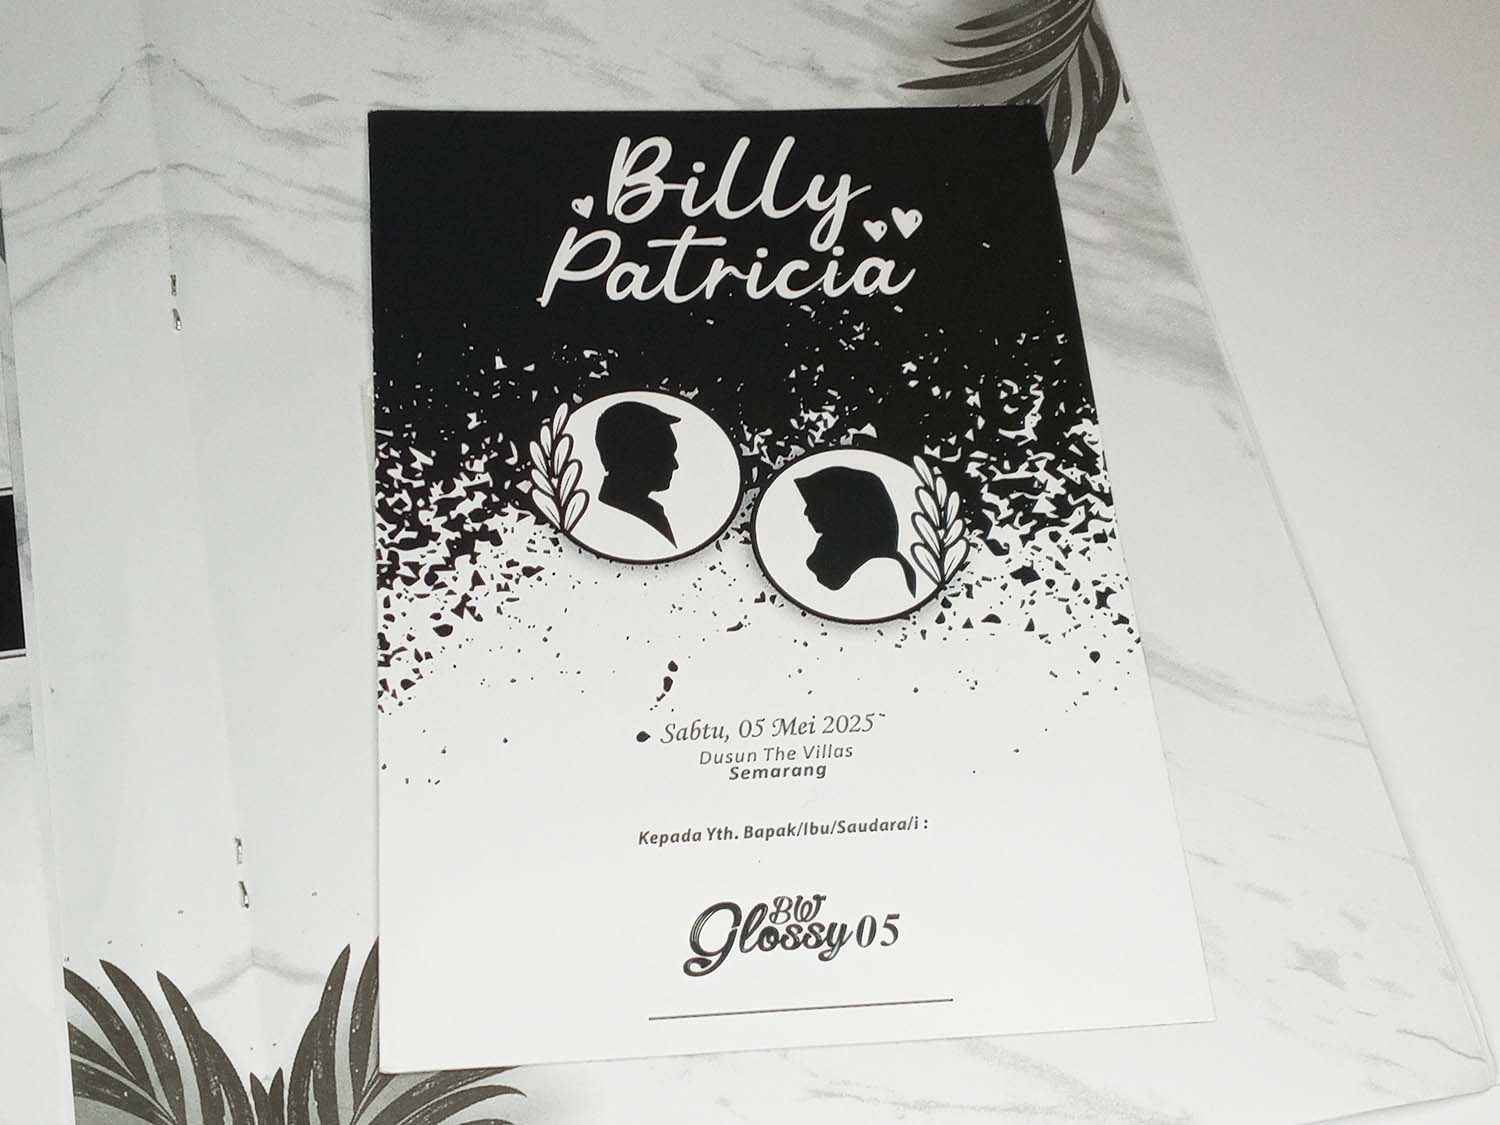 Billy
Patricia
Sabtu, 05 Mei 2025
Dusun The Villas
Semarang
Kepada Yth. Bapak/Ibu/Saudara/i :
BW
Glossy 05